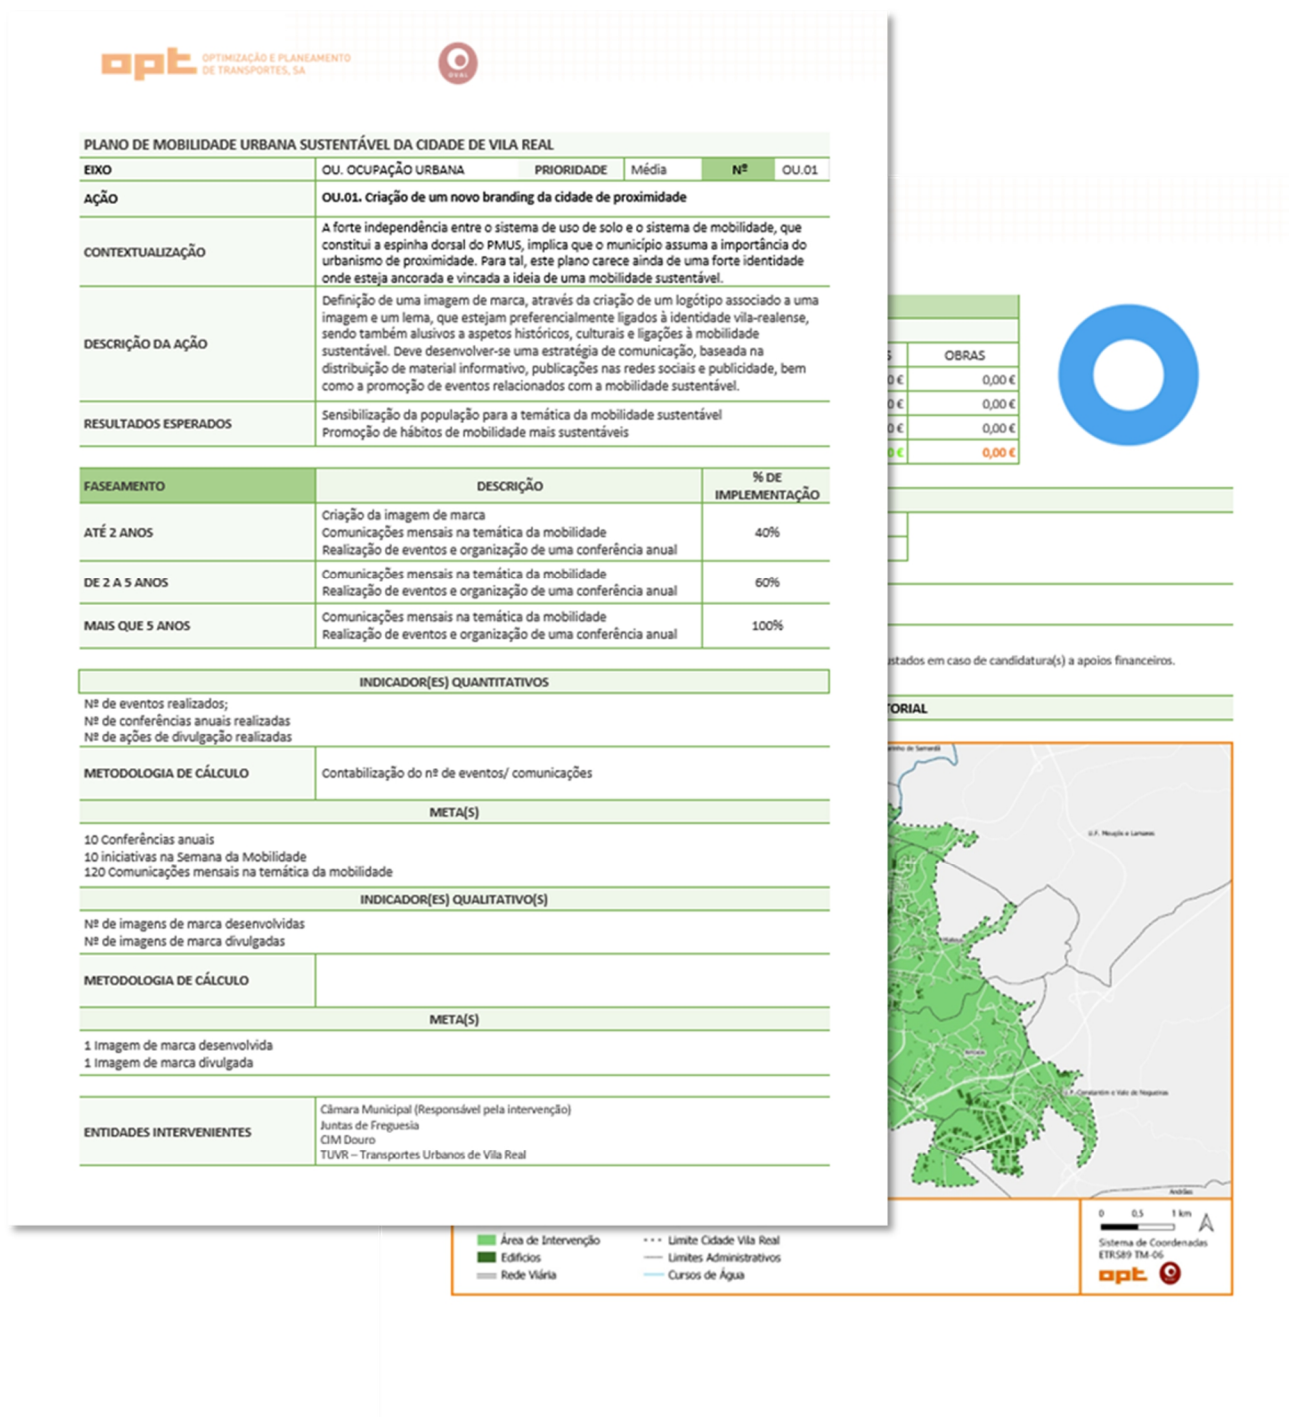 opt OPTIMIZAÇÃO E PLANEAMENTO
DE TRANSPORTES, SA
PLANO DE MOBILIDADE URBANA SUSTENTÁVEL DA CIDADE DE VILA REAL
EIXO OU. OCUPAÇÃO URBANA PRIORIDADE Média Nº OU.01
AÇÃO OU.01. Criação de um novo branding da cidade de proximidade
CONTEXTUALIZAÇÃO
A forte independência entre o sistema de uso de solo e o sistema de mobilidade, que
constitui a espinha dorsal do PMUS, implica que o município assuma a importância do
urbanismo de proximidade. Para tal, este plano carece ainda de uma forte identidade
onde esteja ancorada e vincada a ideia de uma mobilidade sustentável.
DESCRIÇÃO DA AÇÃO
Definição de uma imagem de marca, através da criação de um logótipo associado a uma
imagem e um lema, que estejam preferencialmente ligados à identidade vila-realense,
sendo também alusivos a aspetos históricos, culturais e ligações à mobilidade
sustentável. Deve desenvolver-se uma estratégia de comunicação, baseada na
distribuição de material informativo, publicações nas redes sociais e publicidade, bem
como a promoção de eventos relacionados com a mobilidade sustentável.
RESULTADOS ESPERADOS
Sensibilização da população para a temática da mobilidade sustentável
Promoção de hábitos de mobilidade mais sustentáveis
FASEAMENTO DESCRIÇÃO % DE
IMPLEMENTAÇÃO
ATÉ 2 ANOS
Criação da imagem de marca
Comunicações mensais na temática da mobilidade
Realização de eventos e organização de uma conferência anual
40%
DE 2 A 5 ANOS
Comunicações mensais na temática da mobilidade
Realização de eventos e organização de uma conferência anual
60%
MAIS QUE 5 ANOS
Comunicações mensais na temática da mobilidade
Realização de eventos e organização de uma conferência anual
100%
INDICADOR(ES) QUANTITATIVOS
Nº de eventos realizados;
Nº de conferências anuais realizadas
Nº de ações de divulgação realizadas
METODOLOGIA DE CÁLCULO Contabilização do nº de eventos/ comunicações
META(S)
10 Conferências anuais
10 iniciativas na Semana da Mobilidade
120 Comunicações mensais na temática da mobilidade
INDICADOR(ES) QUALITATIVO(S)
Nº de imagens de marca desenvolvidas
Nº de imagens de marca divulgadas
METODOLOGIA DE CÁLCULO
META(S)
1 Imagem de marca desenvolvida
1 Imagem de marca divulgada
ENTIDADES INTERVENIENTES
Câmara Municipal (Responsável pela intervenção)
Juntas de Freguesia
CIM Douro
TUVR – Transportes Urbanos de Vila Real
S OBRAS
0 € 0,00 €
0 € 0,00 €
0 € 0,00 €
0 € 0,00 €
ustados em caso de candidatura(s) a apoios financeiros.
TORIAL
U.F. Mouçós e Lamares
U.F. Constantim e Vale de Nogueiras
Andrães
Área de Intervenção
Edifícios
Rede Viária
Limite Cidade Vila Real
Limites Administrativos
Cursos de Água
0 0,5 1 km
Sistema de Coordenadas
ETRS89 TM-06
opt